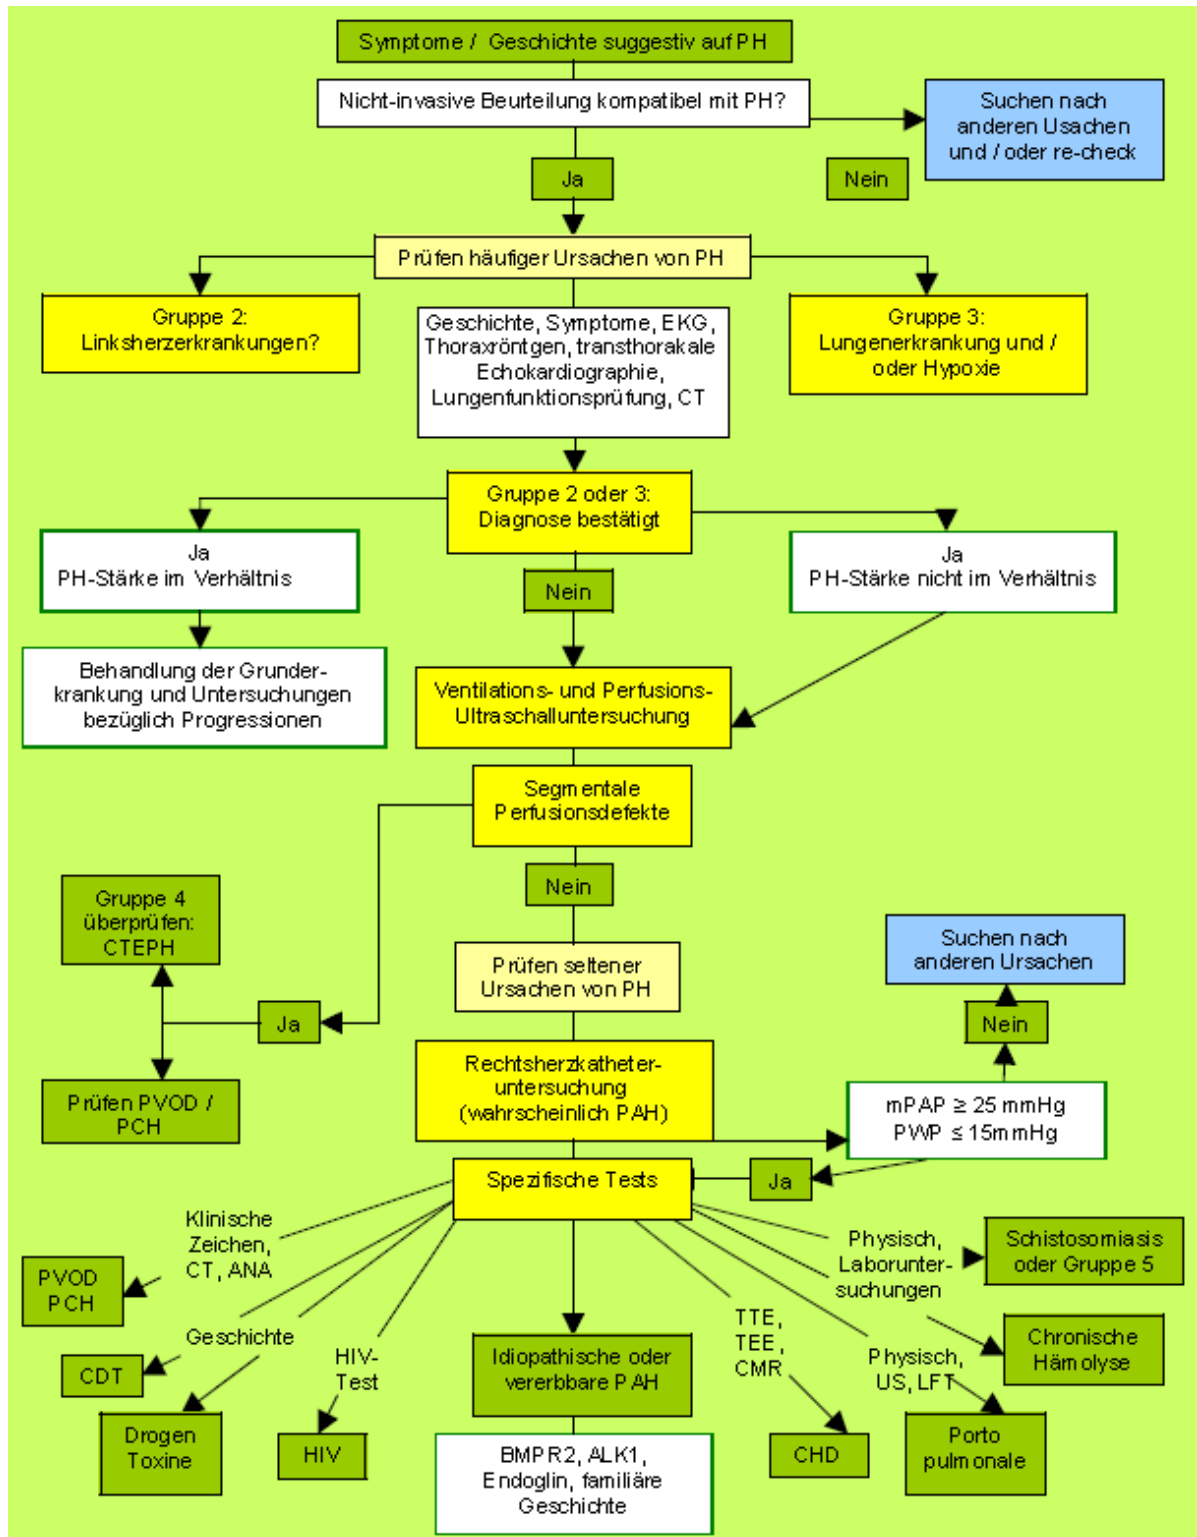 Symptome / Geschichte suggestiv auf PH
Nicht-invasive Beurteilung kompatibel mit PH?
Suchen nach
anderen Usachen
und / oder re-check
Ja
Nein
Prüfen häufiger Ursachen von PH
Gruppe 2:
Linksherzerkrankungen?
Geschichte, Symptome, EKG,
Thoraxröntgen, transthorakale
Echokardiographie,
Lungenfunktionsprüfung, CT
Gruppe 3:
Lungenerkrankung und /
oder Hypoxie
Gruppe 2 oder 3:
Diagnose bestätigt
Ja
PH-Stärke im Verhältnis
Nein
Ja
PH-Stärke nicht im Verhältnis
Behandlung der Grunder-
krankung und Untersuchungen
bezüglich Progressionen
Ventilations- und Perfusions-
Ultraschalluntersuchung
Segmentale
Perfusionsdefekte
Nein
Gruppe 4
überprüfen:
CTEPH
Prüfen seltener
Ursachen von PH
Suchen nach
anderen Ursachen
Ja
Nein
Prüfen PVOD /
PCH
Rechtsherzkatheter-
untersuchung
(wahrscheinlich PAH)
mPAP ≥ 25 mmHg
PWP ≤ 15mmHg
Spezifische Tests
Ja
Klinische
Zeichen,
CT, ANA
Physisch,
Laborunter-
suchungen
Schistosomiasis
oder Gruppe 5
PVOD
PCH
Geschichte
HIV-
Test
TTE,
TEE,
CMR
Physisch,
US, LFT
Chronische
Hämolyse
CDT
Idiopathische oder
vererbbare PAH
Drogen
Toxine
HIV
BMPR2, ALK1,
Endoglin, familiäre
Geschichte
CHD
Porto
pulmonale